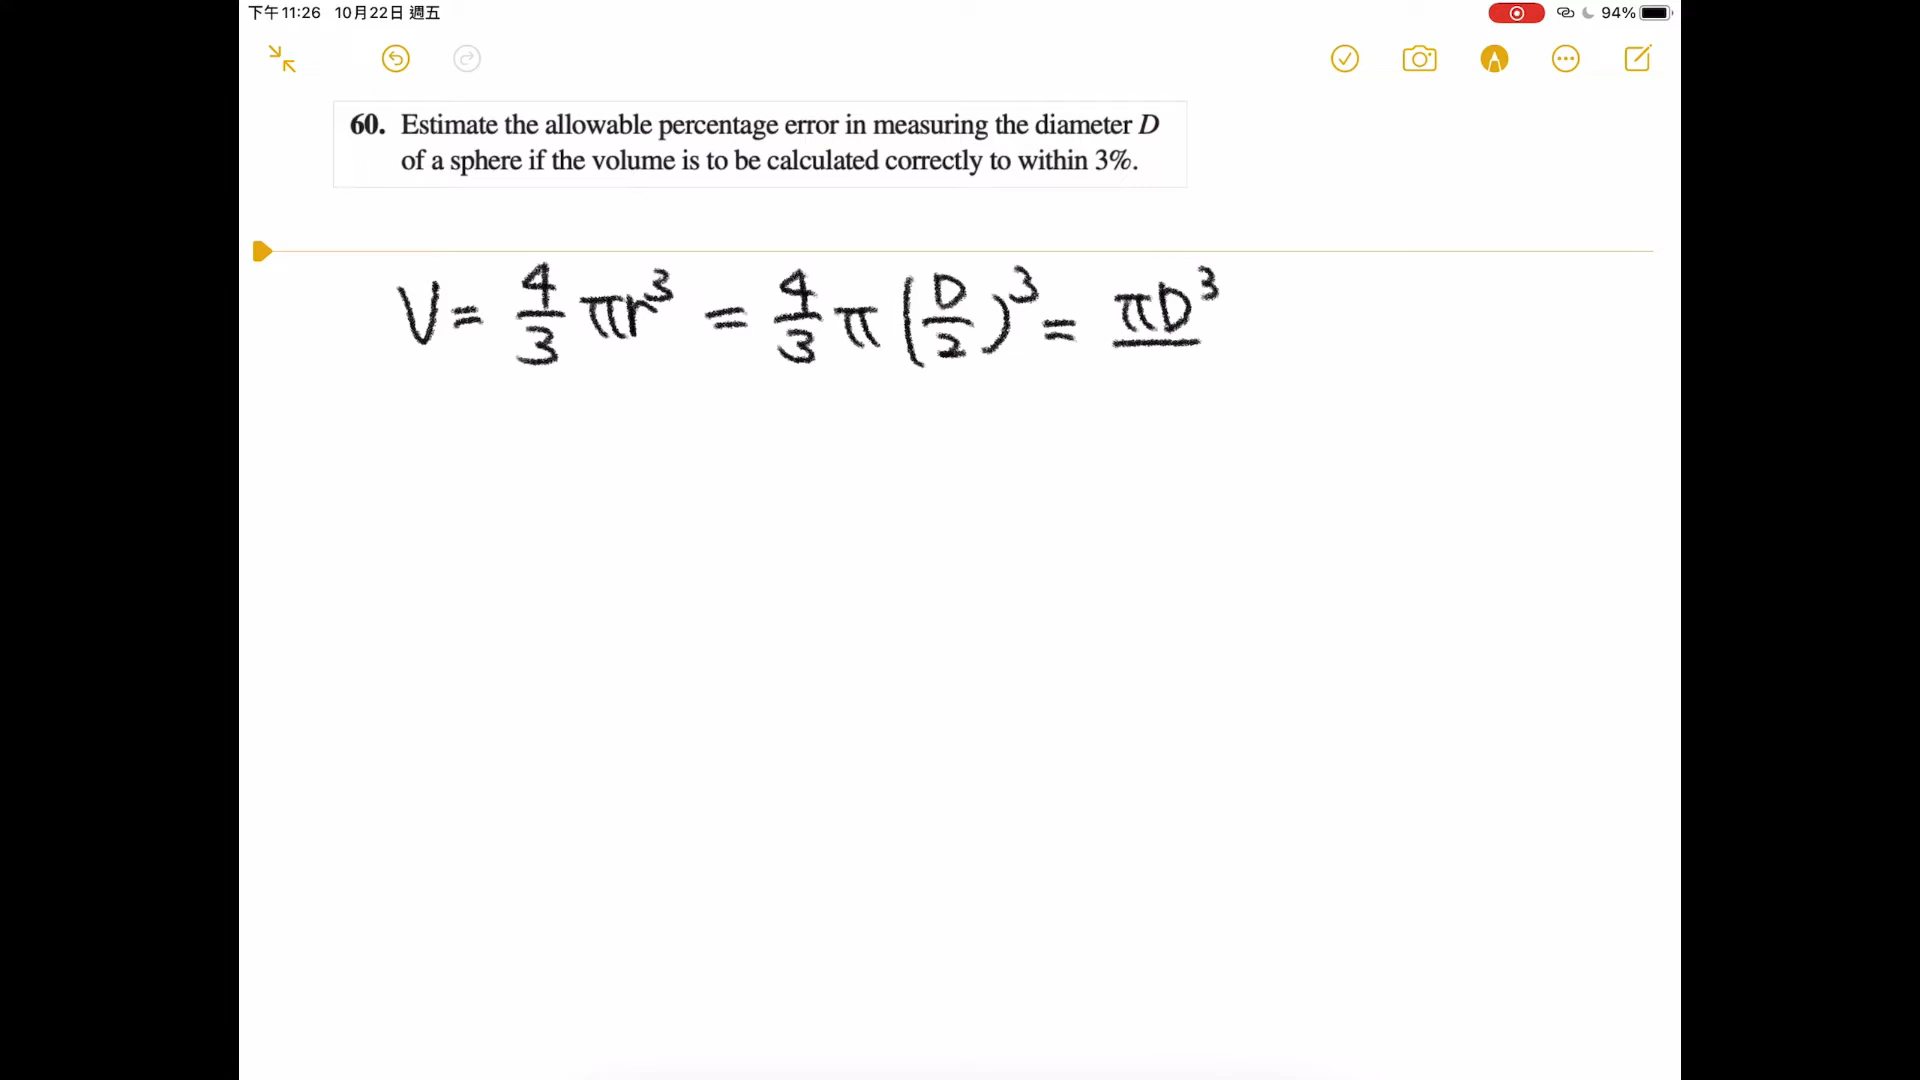 下午11:26 10月22日 週五 94%
60. Estimate the allowable percentage error in measuring the diameter D
of a sphere if the volume is to be calculated correctly to within 3%.
V = 4/3 πr³ = 4/3 π (D/2)³ = πD³